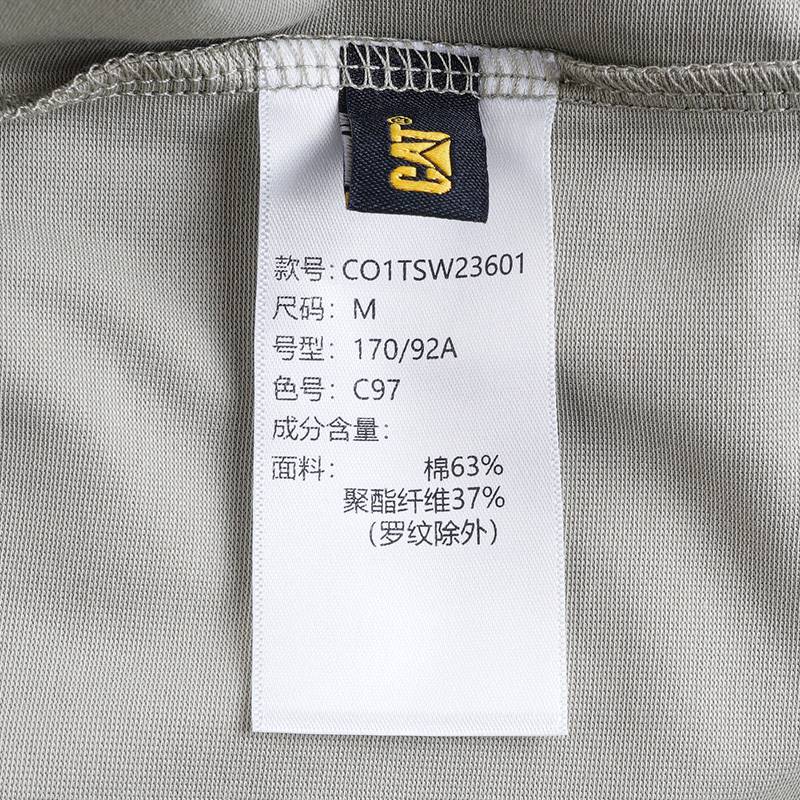 CAT®
款号: CO1TSW23601
尺码: M
号型: 170/92A
色号: C97
成分含量:
面料: 棉63%
聚酯纤维37%
(罗纹除外)